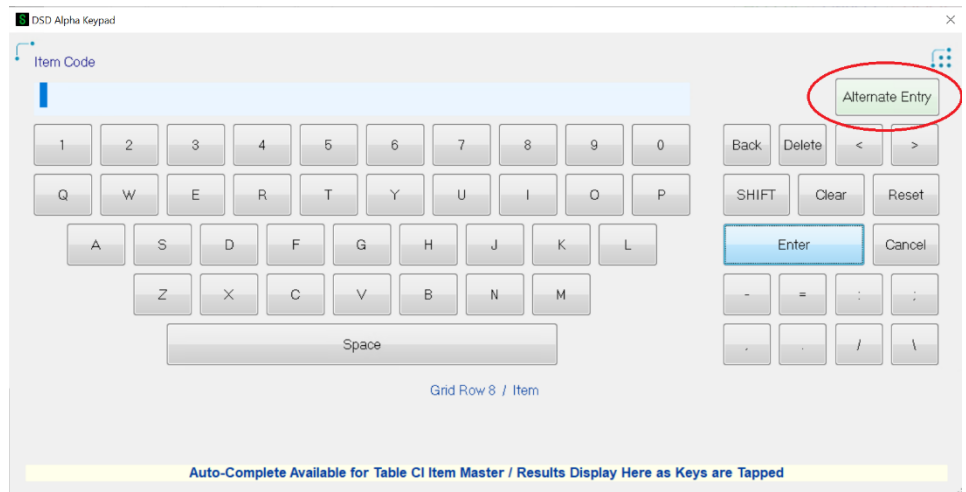 S DSD Alpha Keypad
Item Code
Alternate Entry
1 2 3 4 5 6 7 8 9 0 Back Delete < >
Q W E R T Y U I O P SHIFT Clear Reset
A S D F G H J K L Enter Cancel
Z X C V B N M - = : ;
Space , . / \
Grid Row 8 / Item
Auto-Complete Available for Table CI Item Master / Results Display Here as Keys are Tapped